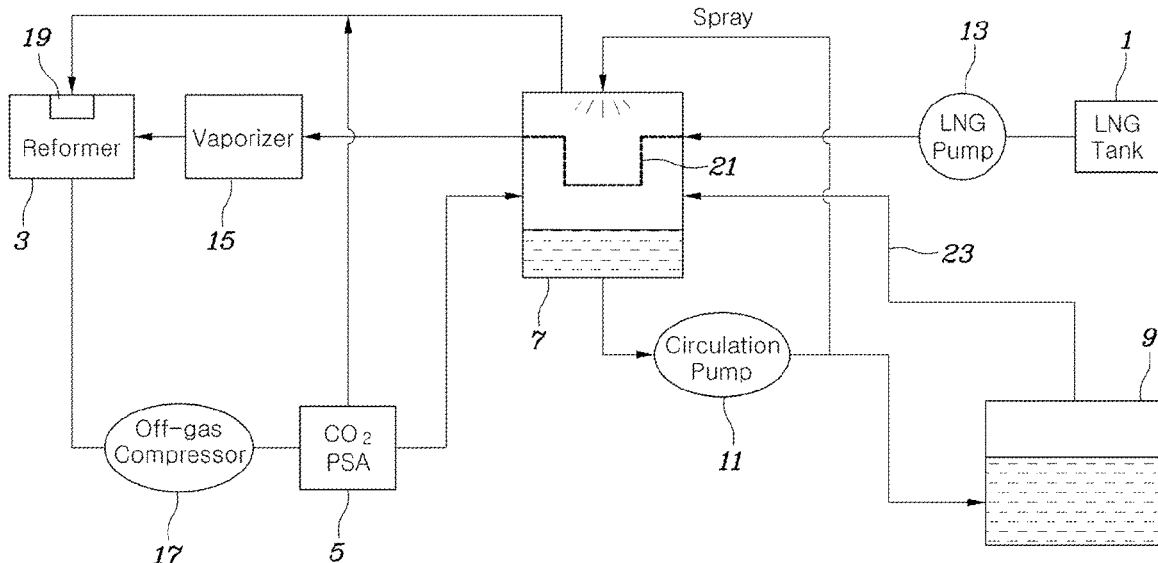 Spray
19
13
1
Reformer
Vaporizer
LNG
Pump
LNG
Tank
21
3
15
23
7
Circulation
Pump
9
Off-gas
Compressor
CO₂
PSA
11
17
5